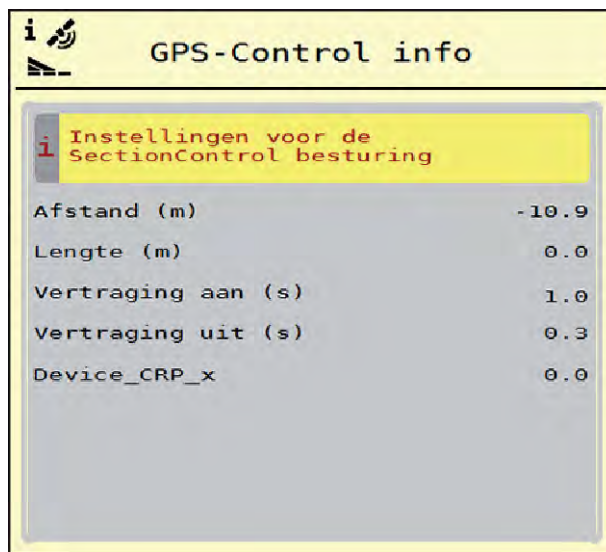 i
GPS-Control info
i Instellingen voor de
SectionControl besturing
Afstand (m) -10.9
Lengte (m) 0.0
Vertraging aan (s) 1.0
Vertraging uit (s) 0.3
Device_CRP_x 0.0